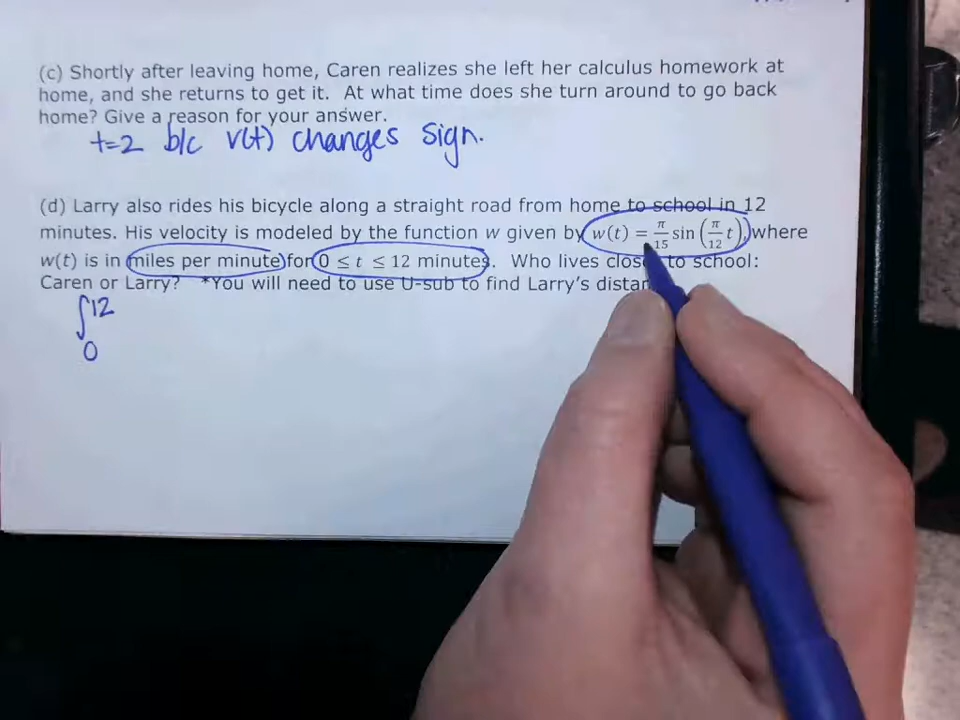 (c) Shortly after leaving home, Caren realizes she left her calculus homework at
home, and she returns to get it. At what time does she turn around to go back
home? Give a reason for your answer.
t=2 b/c v(t) changes sign.
(d) Larry also rides his bicycle along a straight road from home to school in 12
minutes. His velocity is modeled by the function w given by w(t) = π/15 sin(π/12 t), where
w(t) is in miles per minute for 0 ≤ t ≤ 12 minutes. Who lives closer to school:
Caren or Larry? *You will need to use U-sub to find Larry's
∫12
0